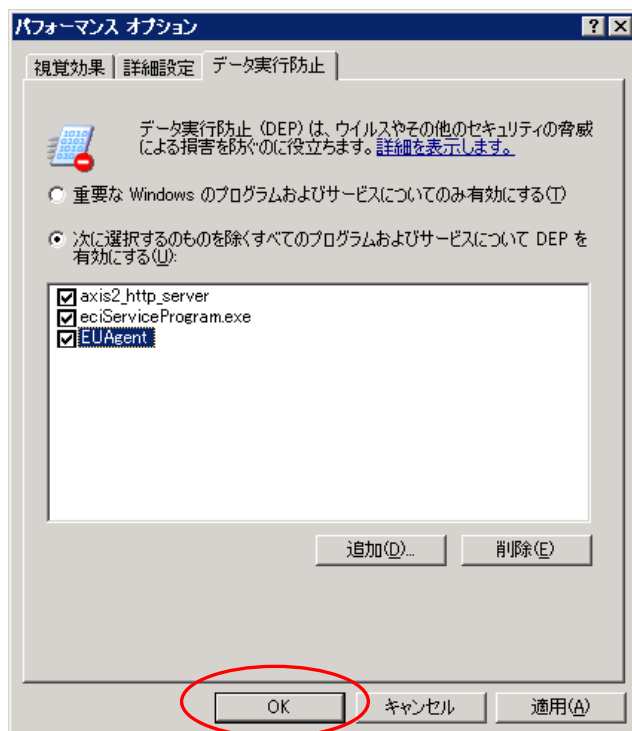 パフォーマンス オプション
視覚効果
詳細設定
データ実行防止
データ実行防止 (DEP) は、ウイルスやその他のセキュリティの脅威
による損害を防ぐのに役立ちます。詳細を表示します。
重要な Windows のプログラムおよびサービスについてのみ有効にする(T)
次に選択するのものを除くすべてのプログラムおよびサービスについて DEP を
有効にする(U):
axis2_http_server
eciServiceProgram.exe
EUAgent
追加(D)...
削除(E)
OK
キャンセル
適用(A)